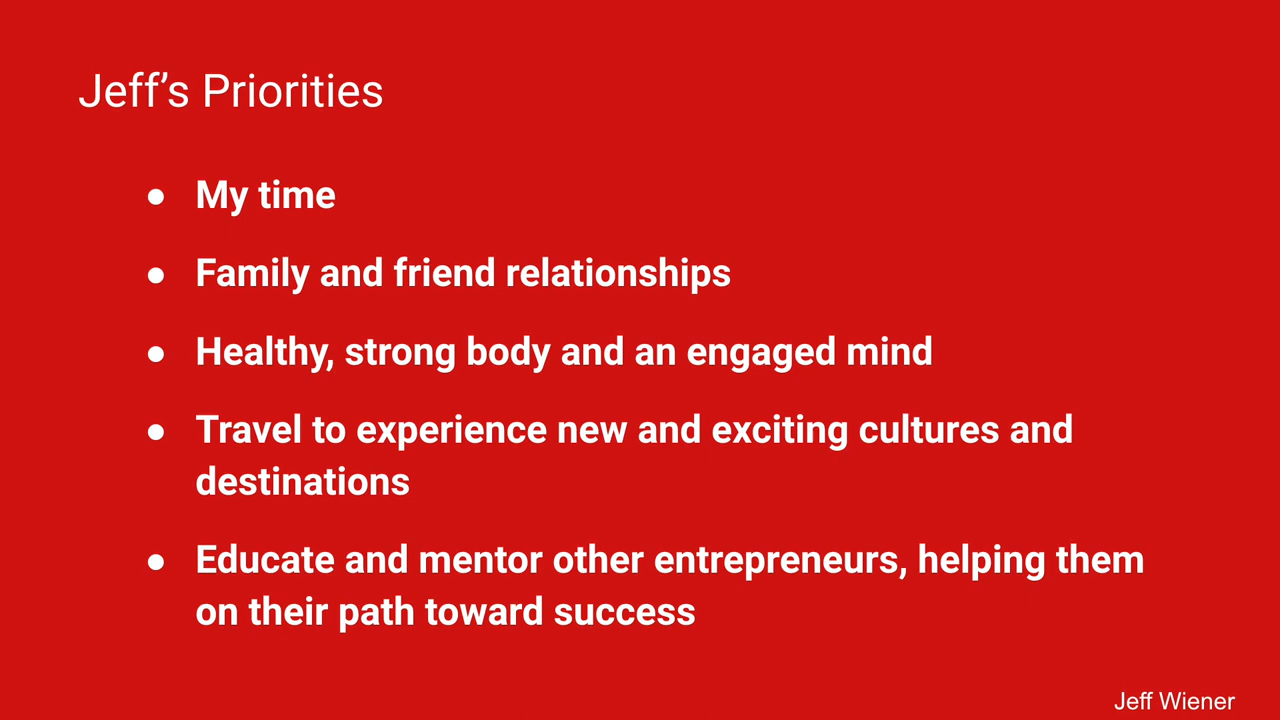 Jeff’s Priorities
● My time
● Family and friend relationships
● Healthy, strong body and an engaged mind
● Travel to experience new and exciting cultures and
destinations
● Educate and mentor other entrepreneurs, helping them
on their path toward success
Jeff Wiener